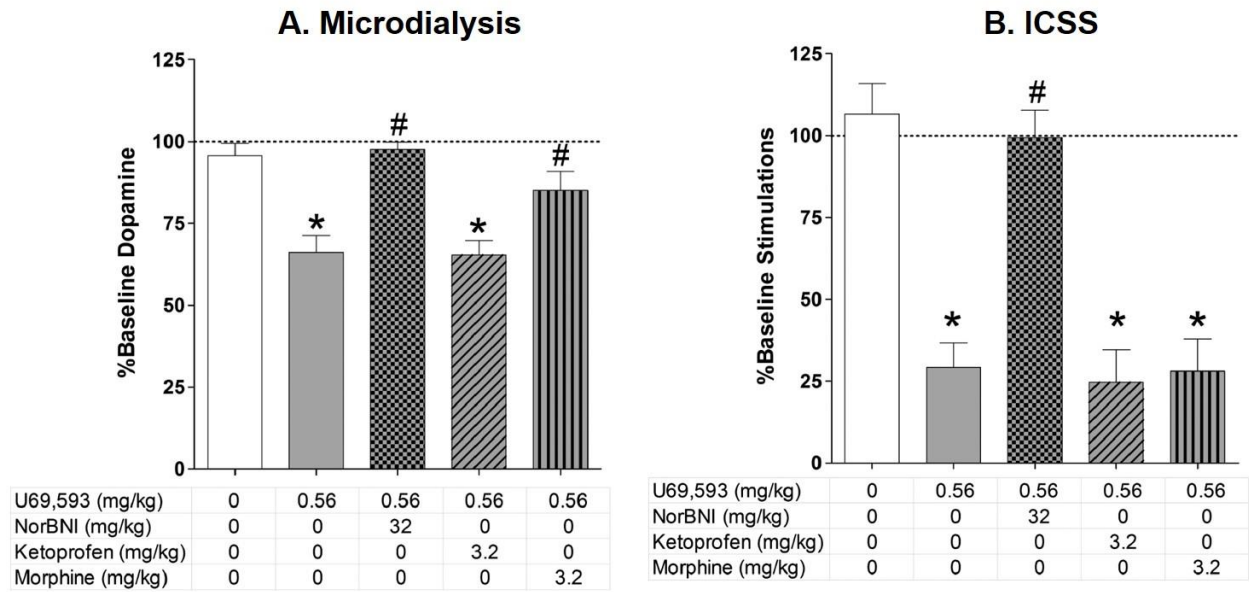 A. Microdialysis
125
100
75
50
25
0
%Baseline Dopamine
#
#
*
*
U69,593 (mg/kg) 0 0.56 0.56 0.56 0.56
NorBNI (mg/kg) 0 0 32 0 0
Ketoprofen (mg/kg) 0 0 0 3.2 0
Morphine (mg/kg) 0 0 0 0 3.2
B. ICSS
125
100
75
50
25
0
%Baseline Stimulations
#
*
*
*
U69,593 (mg/kg) 0 0.56 0.56 0.56 0.56
NorBNI (mg/kg) 0 0 32 0 0
Ketoprofen (mg/kg) 0 0 0 3.2 0
Morphine (mg/kg) 0 0 0 0 3.2